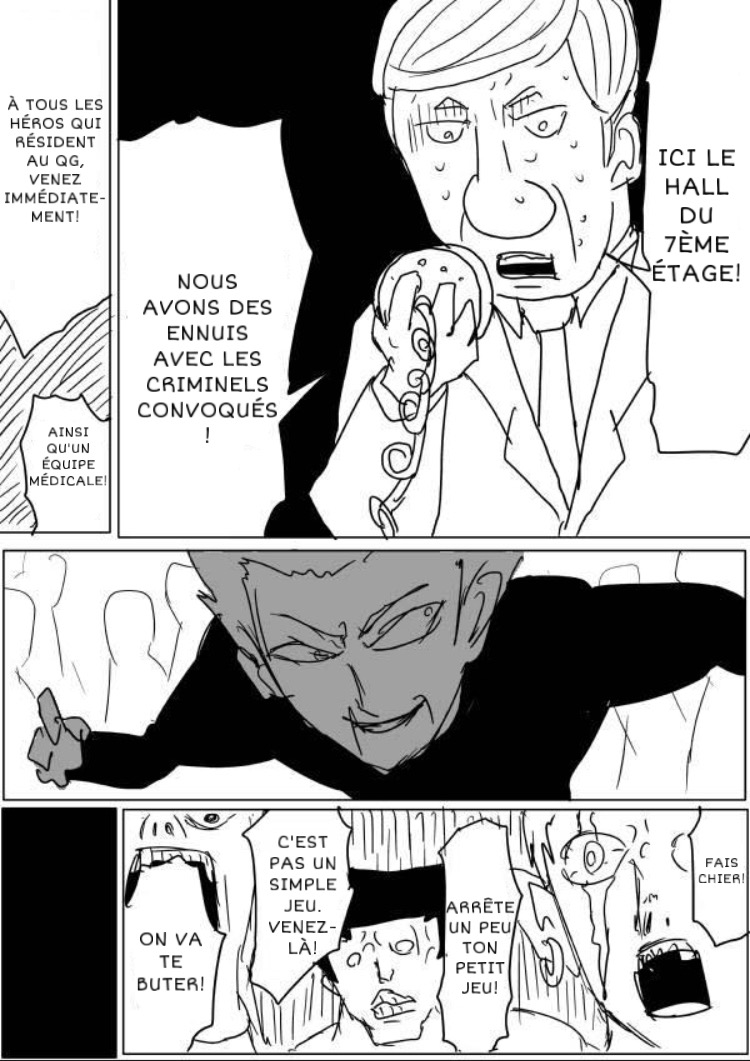 ICI LE
HALL
DU
7ÈME
ÉTAGE!
NOUS
AVONS DES
ENNUIS
AVEC LES
CRIMINELS
CONVOQUÉS
!
À TOUS LES
HÉROS QUI
RÉSIDENT
AU QG,
VENEZ
IMMÉDIATE-
MENT!
AINSI
QU'UN
ÉQUIPE
MÉDICALE!
FAIS
CHIER!
ARRÊTE
UN PEU
TON
PETIT
JEU!
C'EST
PAS UN
SIMPLE
JEU.
VENEZ-
LÀ!
ON VA
TE
BUTER!